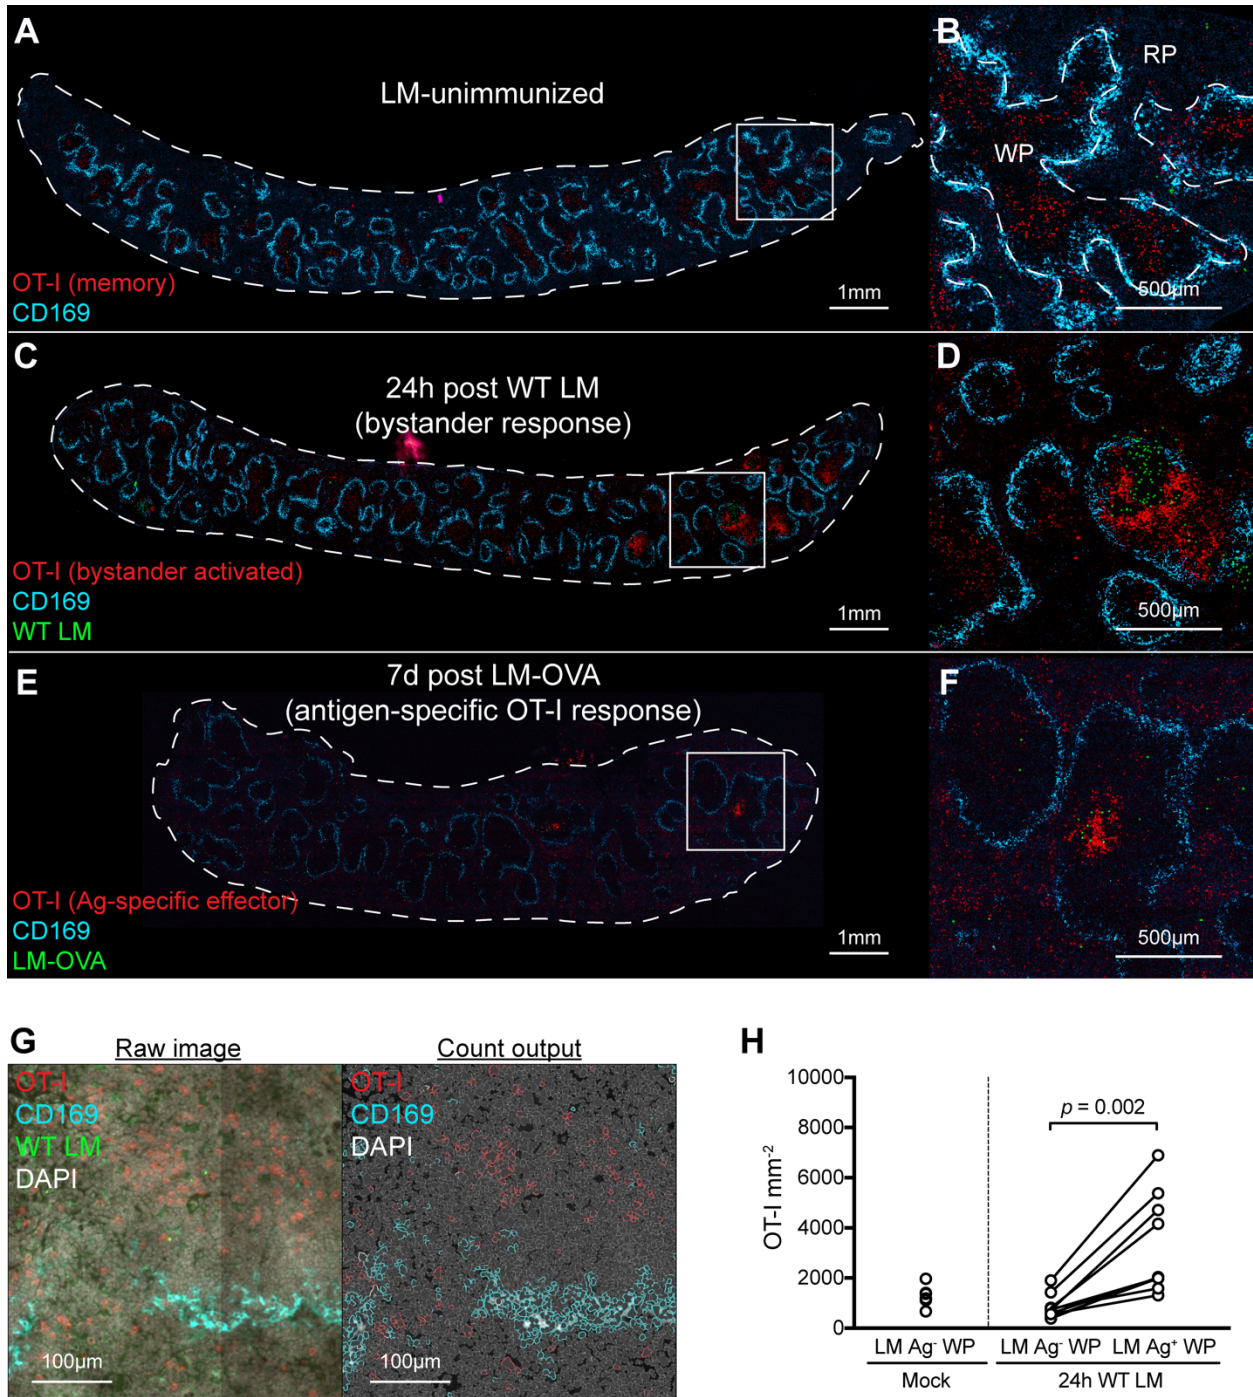 A
LM-unimmunized
OT-I (memory)
CD169
1mm
B
RP
WP
500µm
C
24h post WT LM
(bystander response)
OT-I (bystander activated)
CD169
WT LM
1mm
D
500µm
E
7d post LM-OVA
(antigen-specific OT-I response)
OT-I (Ag-specific effector)
CD169
LM-OVA
1mm
F
500µm
G
Raw image
OT-I
CD169
WT LM
DAPI
100µm
Count output
OT-I
CD169
DAPI
100µm
H
p = 0.002
OT-I mm⁻²
10000
8000
6000
4000
2000
0
LM Ag⁻ WP
LM Ag⁻ WP LM Ag⁺ WP
Mock
24h WT LM